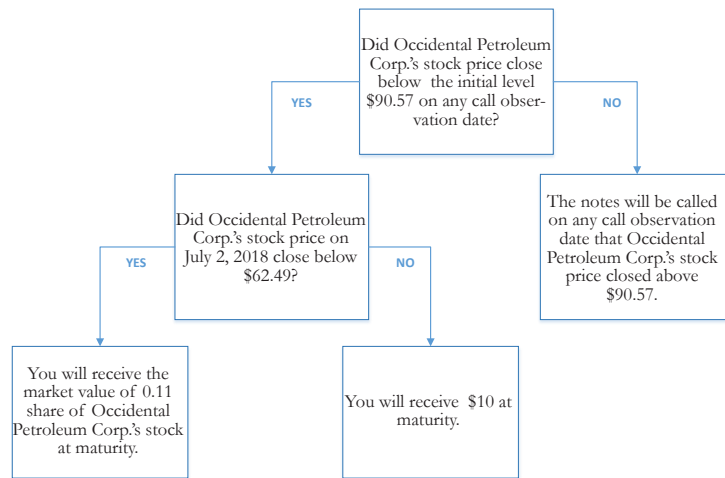 Did Occidental Petroleum
Corp.'s stock price close
below the initial level
$90.57 on any call obser-
vation date?
YES
NO
Did Occidental Petroleum
Corp.'s stock price on
July 2, 2018 close below
$62.49?
The notes will be called
on any call observation
date that Occidental
Petroleum Corp.'s stock
price closed above
$90.57.
YES
NO
You will receive the
market value of 0.11
share of Occidental
Petroleum Corp.'s stock
at maturity.
You will receive $10 at
maturity.